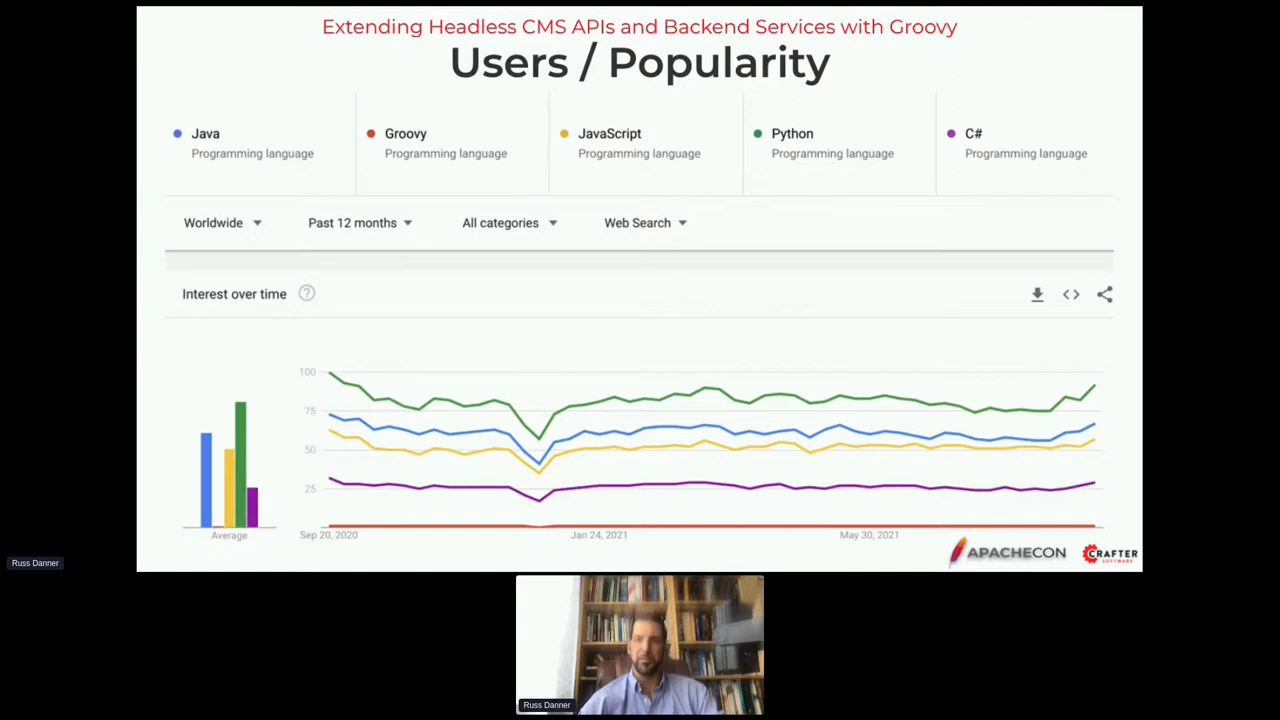 Extending Headless CMS APIs and Backend Services with Groovy
Users / Popularity
Java
Programming language
Groovy
Programming language
JavaScript
Programming language
Python
Programming language
C#
Programming language
Worldwide
Past 12 months
All categories
Web Search
Interest over time
?
100
75
50
25
Average
Sep 20, 2020
Jan 24, 2021
May 30, 2021
APACHECON
CRAFTER
SOFTWARE
Russ Danner
Russ Danner